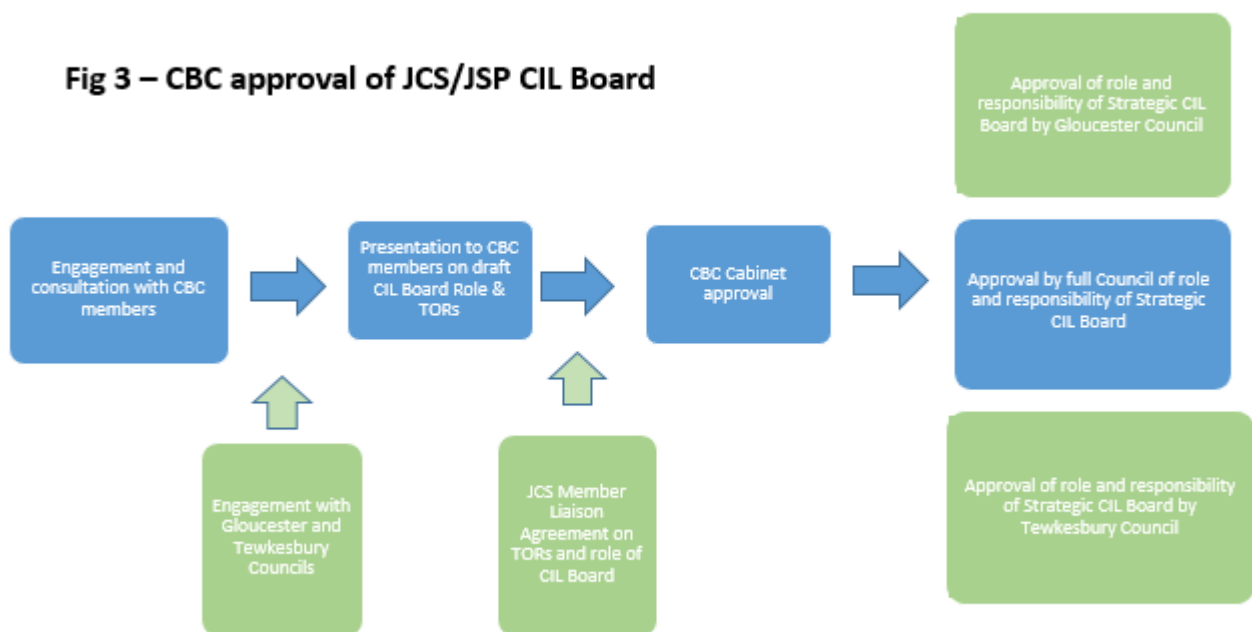 Fig 3 – CBC approval of JCS/JSP CIL Board
Engagement and
consultation with CBC
members
Presentation to CBC
members on draft
CIL Board Role &
TORs
CBC Cabinet
approval
Approval of role and
responsibility of Strategic CIL
Board by Gloucester Council
Approval by full Council of role
and responsibility of Strategic
CIL Board
Approval of role and responsibility
of Strategic CIL Board by
Tewkesbury Council
Engagement with
Gloucester and
Tewkesbury
Councils
JCS Member
Liaison
Agreement on
TORs and role of
CIL Board